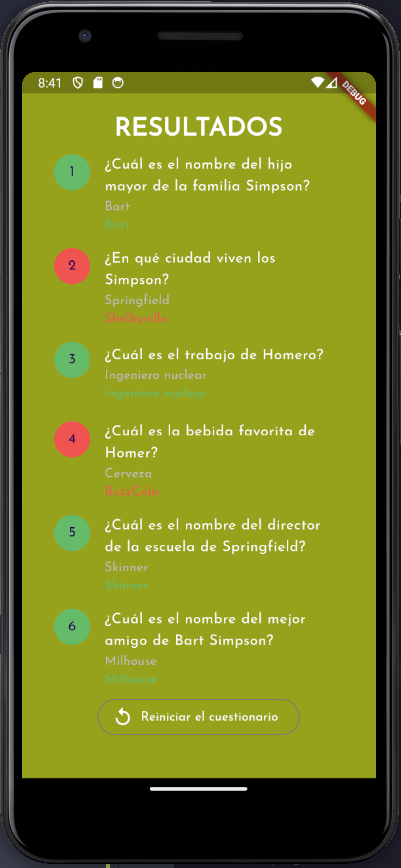 8:41
DEBUG
RESULTADOS
1
¿Cuál es el nombre del hijo
mayor de la familia Simpson?
Bart
Bart
2
¿En qué ciudad viven los
Simpson?
Springfield
Shelbyville
3
¿Cuál es el trabajo de Homero?
Ingeniero nuclear
Ingeniero nuclear
4
¿Cuál es la bebida favorita de
Homer?
Cerveza
BuzzCola
5
¿Cuál es el nombre del director
de la escuela de Springfield?
Skinner
Skinner
6
¿Cuál es el nombre del mejor
amigo de Bart Simpson?
Milhouse
Milhouse
Reiniciar el cuestionario